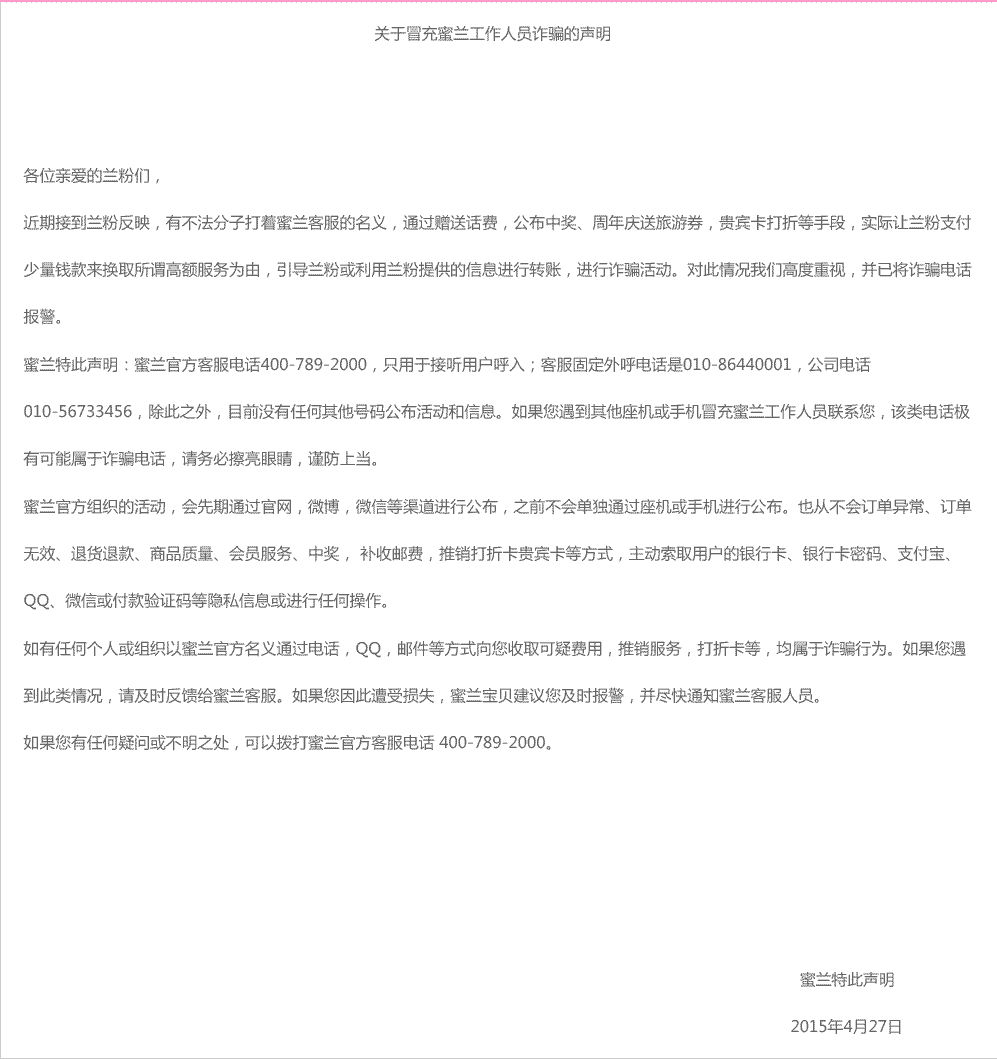 关于冒充蜜兰工作人员诈骗的声明
各位亲爱的兰粉们，
近期接到兰粉反映，有不法分子打着蜜兰客服的名义，通过赠送话费，公布中奖、周年庆送旅游券，贵宾卡打折等手段，实际让兰粉支付
少量钱款来换取所谓高额服务为由，引导兰粉或利用兰粉提供的信息进行转账，进行诈骗活动。对此情况我们高度重视，并已将诈骗电话
报警。
蜜兰特此声明：蜜兰官方客服电话400-789-2000，只用于接听用户呼入；客服固定外呼电话是010-86440001，公司电话
010-56733456，除此之外，目前没有任何其他号码公布活动和信息。如果您遇到其他座机或手机冒充蜜兰工作人员联系您，该类电话极
有可能属于诈骗电话，请务必擦亮眼睛，谨防上当。
蜜兰官方组织的活动，会先期通过官网，微博，微信等渠道进行公布，之前不会单独通过座机或手机进行公布。也从不会订单异常、订单
无效、退货退款、商品质量、会员服务、中奖， 补收邮费，推销打折卡贵宾卡等方式，主动索取用户的银行卡、银行卡密码、支付宝、
QQ、微信或付款验证码等隐私信息或进行任何操作。
如有任何个人或组织以蜜兰官方名义通过电话，QQ，邮件等方式向您收取可疑费用，推销服务，打折卡等，均属于诈骗行为。如果您遇
到此类情况，请及时反馈给蜜兰客服。如果您因此遭受损失，蜜兰宝贝建议您及时报警，并尽快通知蜜兰客服人员。
如果您有任何疑问或不明之处，可以拨打蜜兰官方客服电话 400-789-2000。
蜜兰特此声明
2015年4月27日